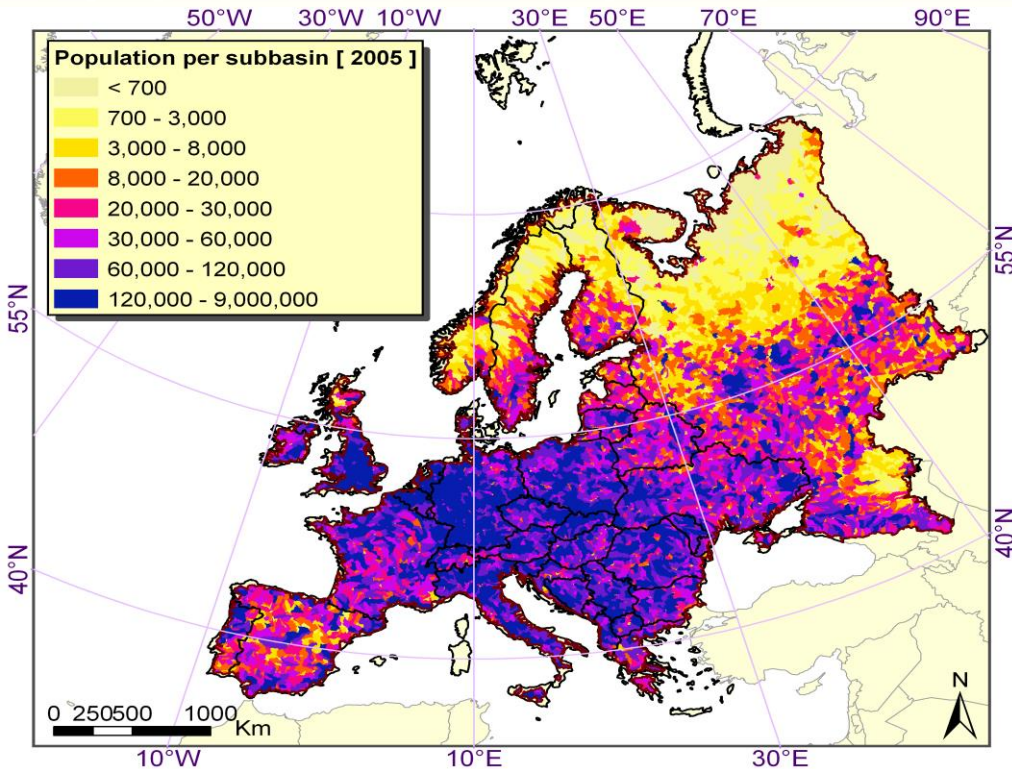 50°W 30°W 10°W 30°E 50°E 70°E 90°E
Population per subbasin [ 2005 ]
< 700
700 - 3,000
3,000 - 8,000
8,000 - 20,000
20,000 - 30,000
30,000 - 60,000
60,000 - 120,000
120,000 - 9,000,000
55°N
55°N
40°N
40°N
0 250500 1000
Km
N
10°W 10°E 30°E